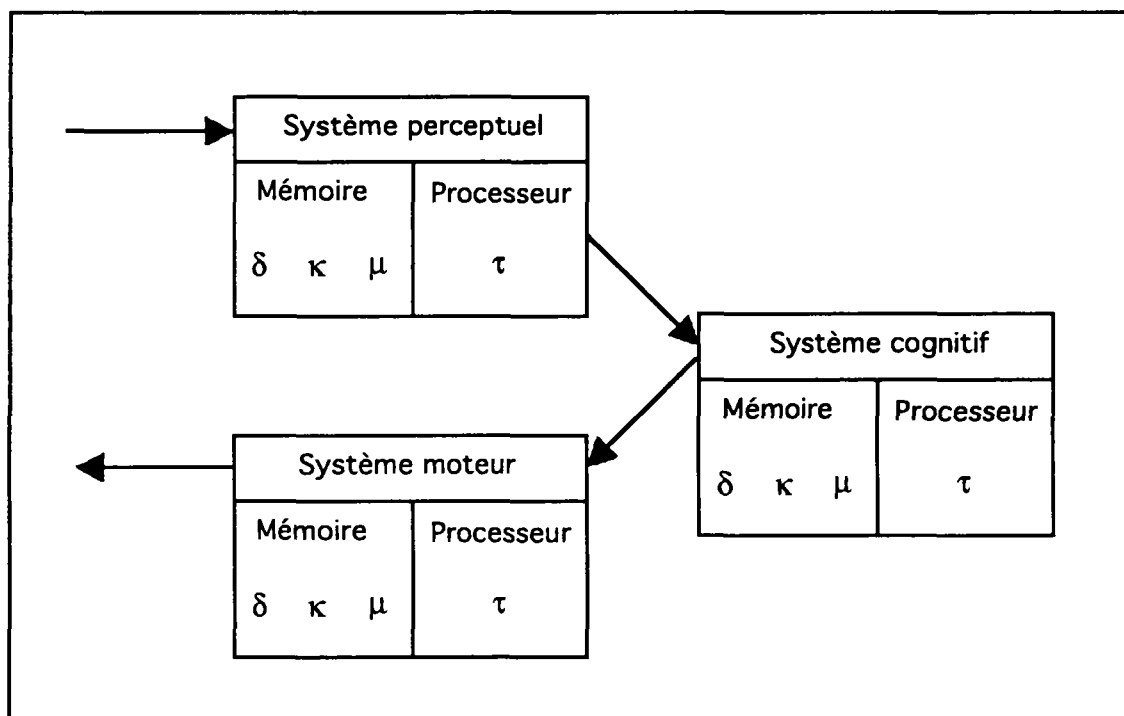 Système perceptuel
Mémoire Processeur
δ κ μ τ
Système cognitif
Mémoire Processeur
δ κ μ τ
Système moteur
Mémoire Processeur
δ κ μ τ